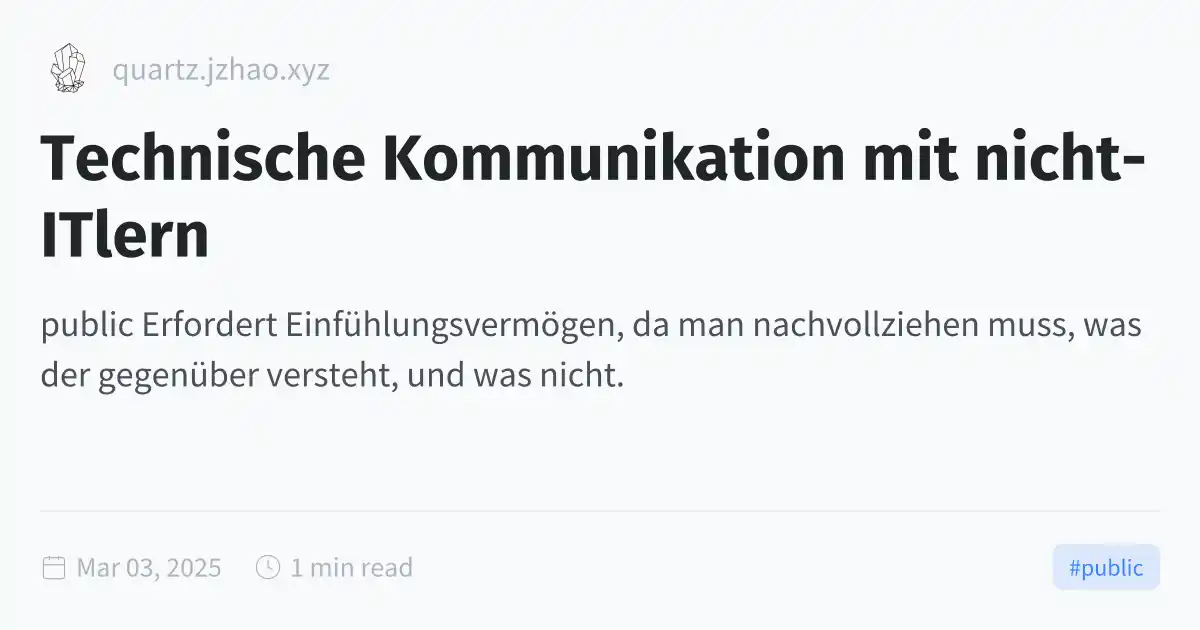 quartz.jzhao.xyz
Technische Kommunikation mit nicht-
ITlern
public Erfordert Einfühlungsvermögen, da man nachvollziehen muss, was
der gegenüber versteht, und was nicht.
Mar 03, 2025 1 min read #public